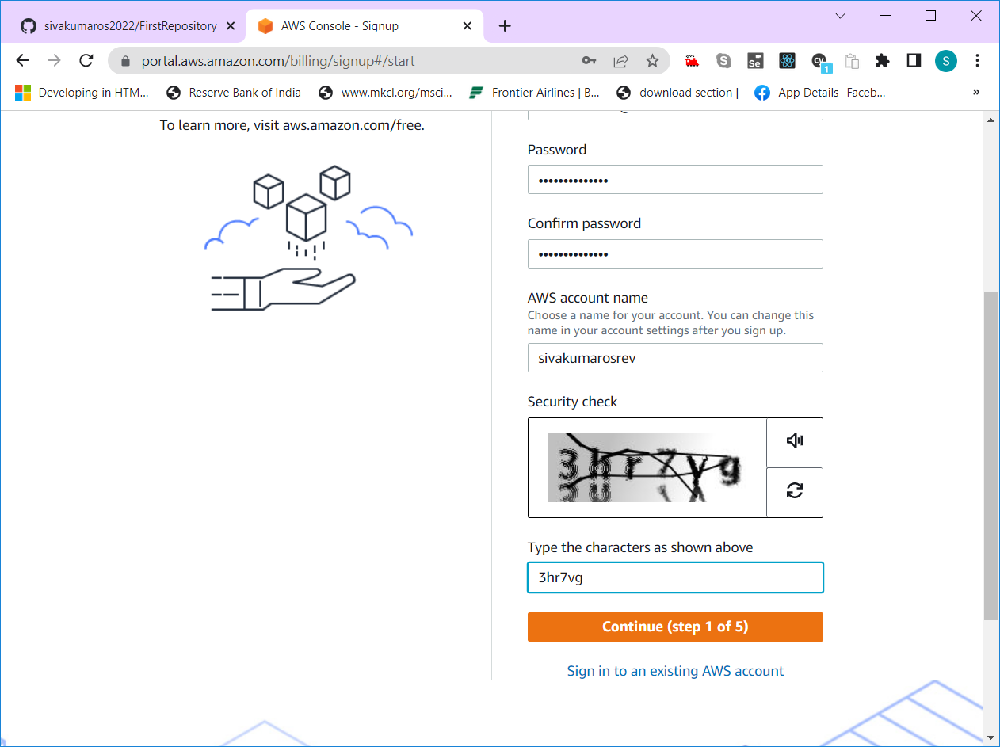 sivakumaros2022/FirstRepository
AWS Console - Signup
portal.aws.amazon.com/billing/signup#/start
Se
cy
1
S
Developing in HTM...
Reserve Bank of India
www.mkcl.org/msci...
Frontier Airlines | B...
download section |
App Details- Faceb...
»
To learn more, visit aws.amazon.com/free.
Password
••••••••••••••
Confirm password
••••••••••••••
AWS account name
Choose a name for your account. You can change this
name in your account settings after you sign up.
sivakumarosrev
Security check
Type the characters as shown above
3hr7vg
Continue (step 1 of 5)
Sign in to an existing AWS account